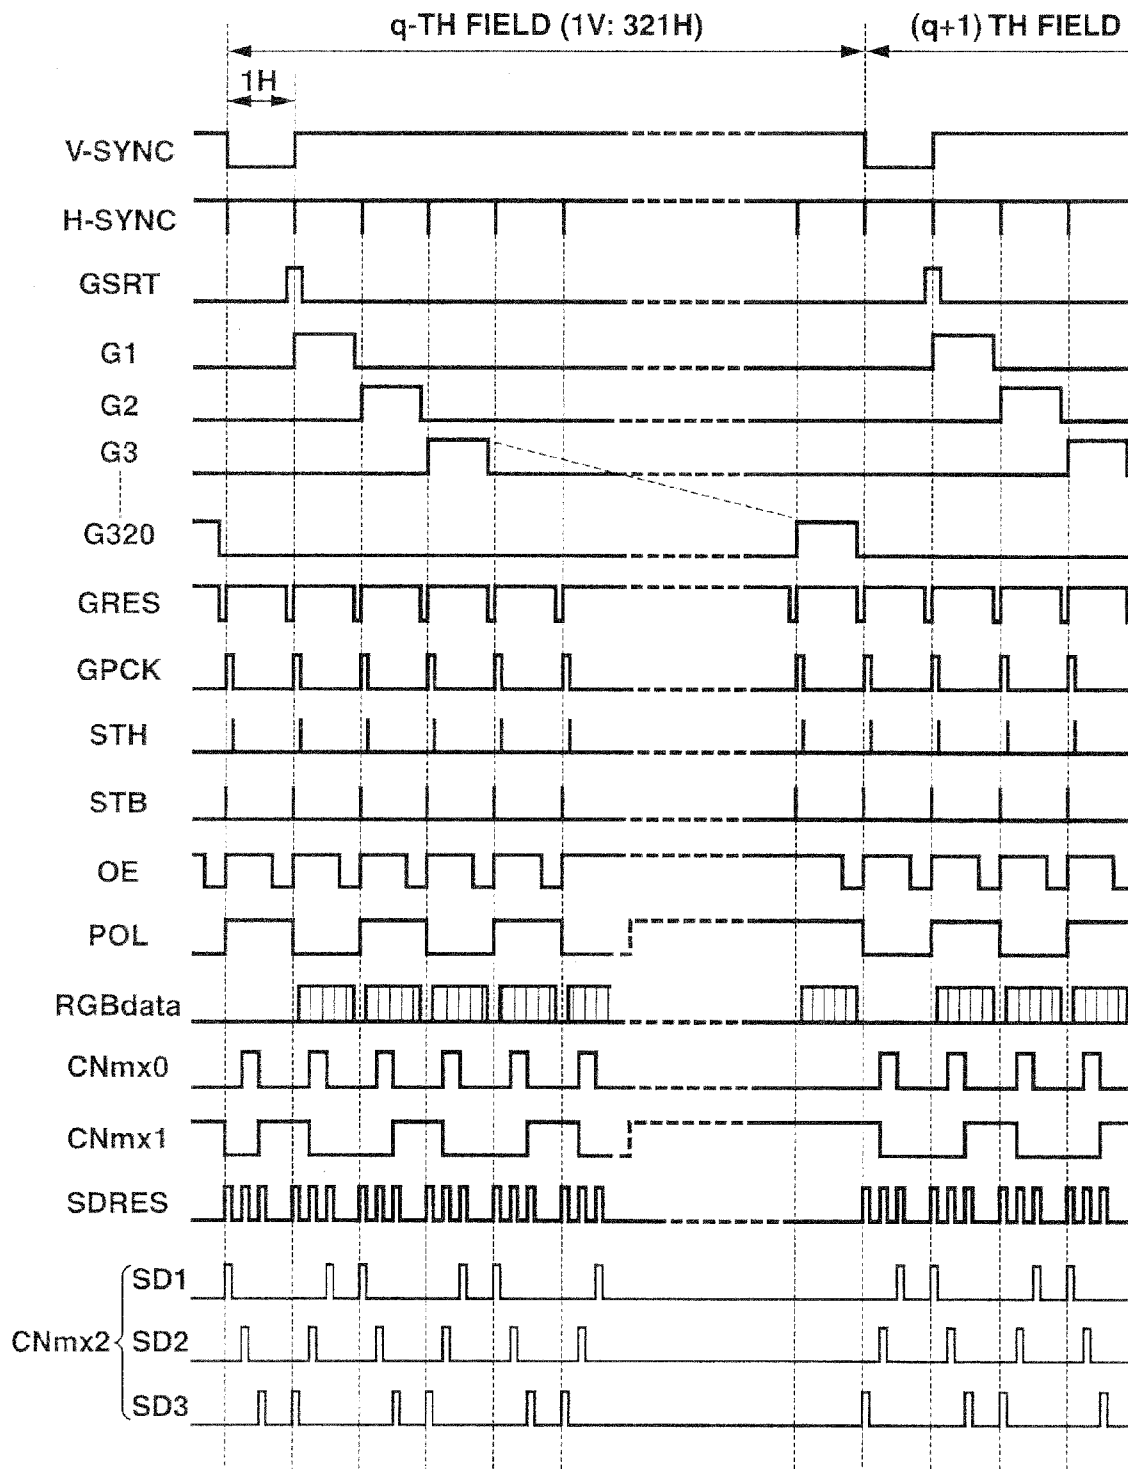 q-TH FIELD (1V: 321H) (q+1) TH FIELD
1H
V-SYNC
H-SYNC
GSRT
G1
G2
G3
G320
GRES
GPCK
STH
STB
OE
POL
RGBdata
CNmx0
CNmx1
SDRES
SD1
CNmx2 SD2
SD3